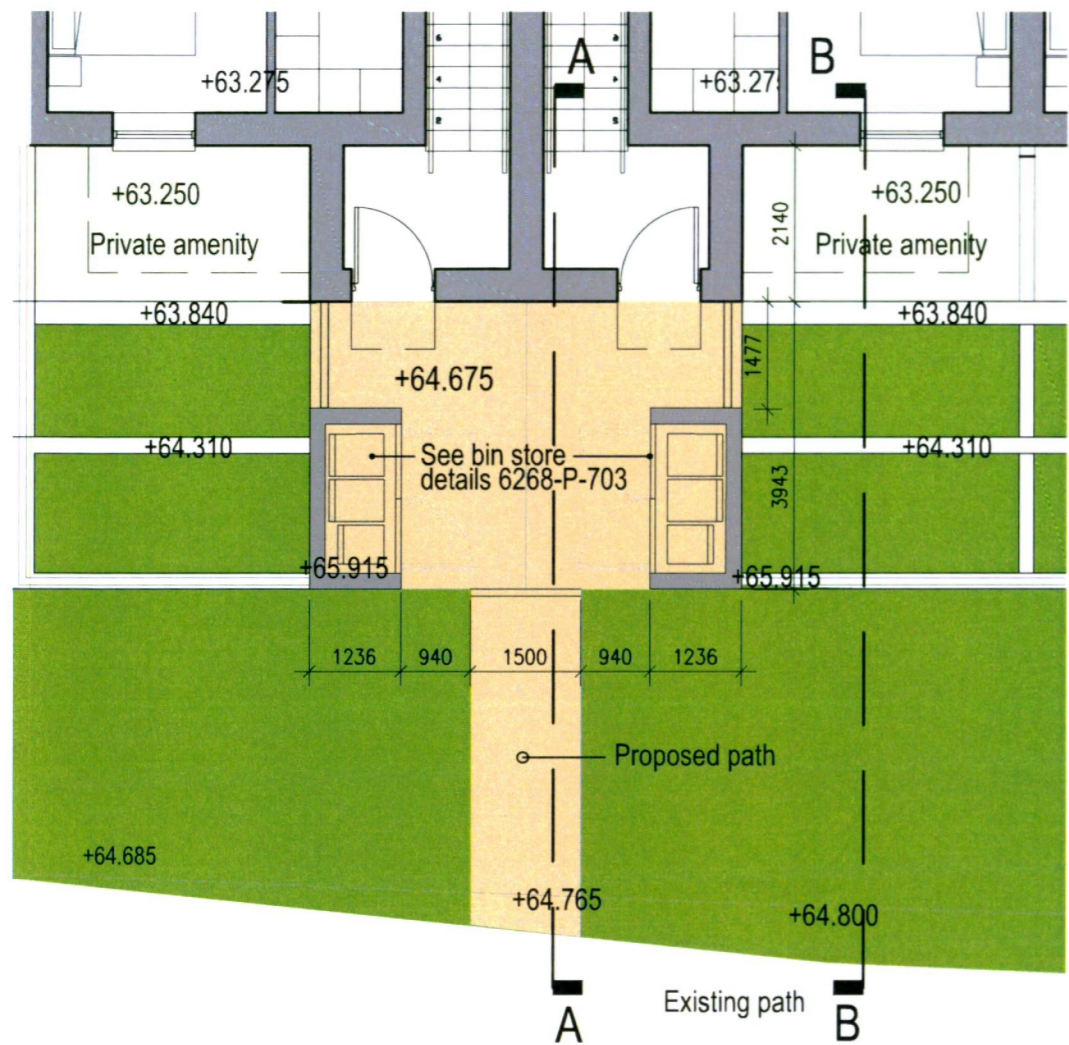 A
B
+63.275
+63.27
+63.250
Private amenity
+63.250
Private amenity
2140
+63.840
+63.840
+64.675
1477
+64.310
+64.310
See bin store
details 6268-P-703
3943
+65.915
+65.915
1236
940
1500
940
1236
Proposed path
+64.685
+64.765
+64.800
Existing path
A
B